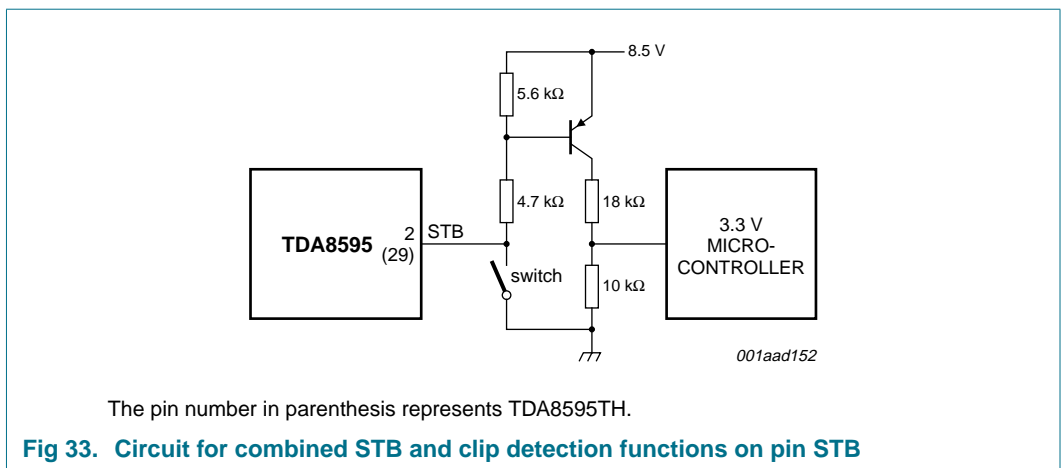 8.5 V
5.6 kΩ
4.7 kΩ
18 kΩ
TDA8595
2
(29)
STB
switch
10 kΩ
3.3 V
MICRO-
CONTROLLER
001aad152
The pin number in parenthesis represents TDA8595TH.
Fig 33. Circuit for combined STB and clip detection functions on pin STB